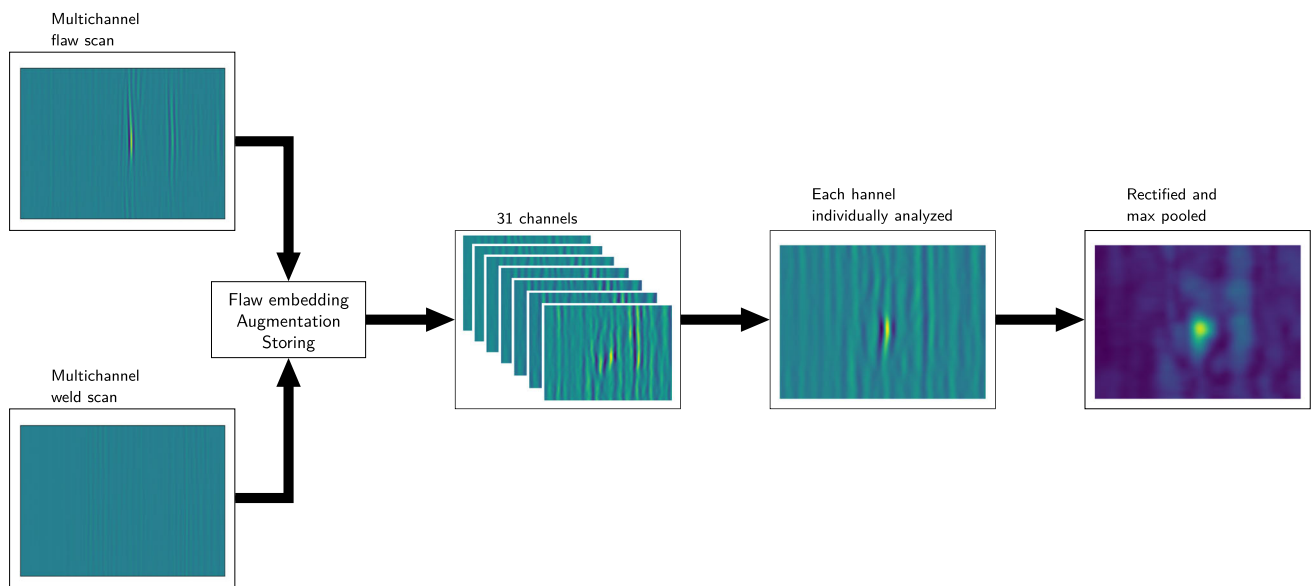 Multichannel
flaw scan
Multichannel
weld scan
Flaw embedding
Augmentation
Storing
31 channels
Each hannel
individually analyzed
Rectified and
max pooled